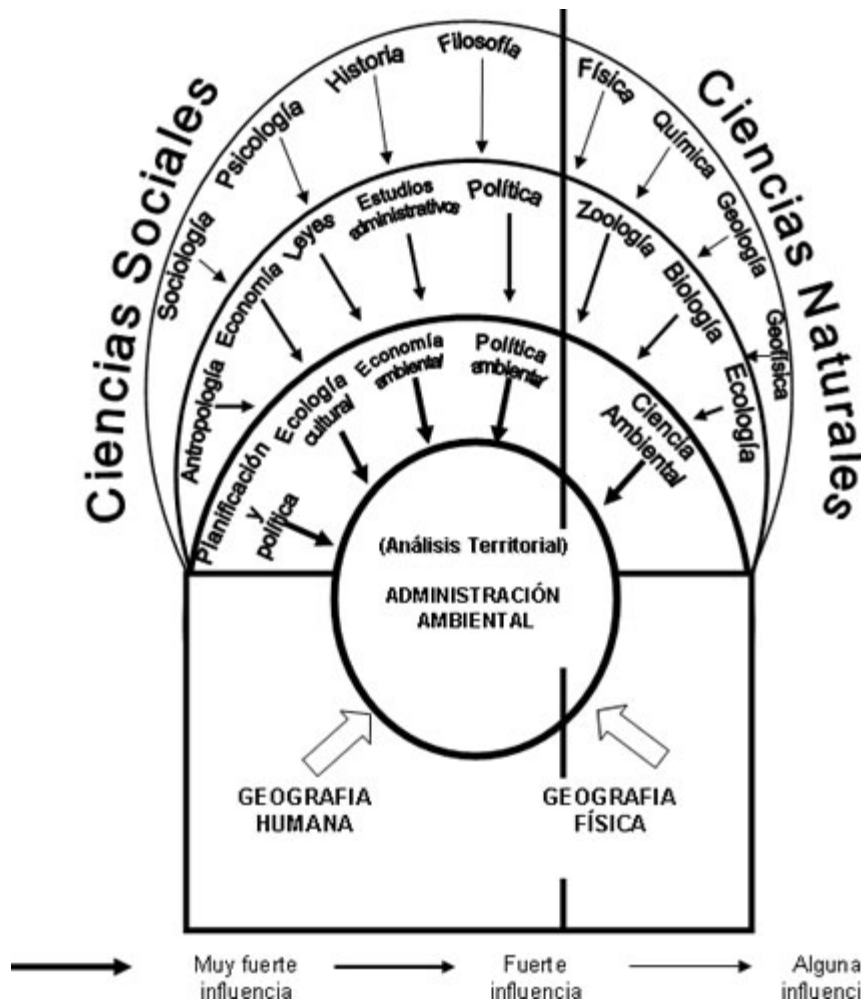 Ciencias Sociales
Ciencias Naturales
Sociología
Psicología
Historia
Filosofía
Física
Química
Geología
Geofísica
Antropología
Economía
Leyes
Estudios
administrativos
Política
Zoología
Biología
Ecología
Planificación
y
política
Ecología
cultural
Economía
ambiental
Política
ambiental
Ciencia
Ambiental
(Análisis Territorial)
ADMINISTRACIÓN
AMBIENTAL
GEOGRAFIA
HUMANA
GEOGRAFIA
FÍSICA
Muy fuerte
influencia
Fuerte
influencia
Alguna
influenci